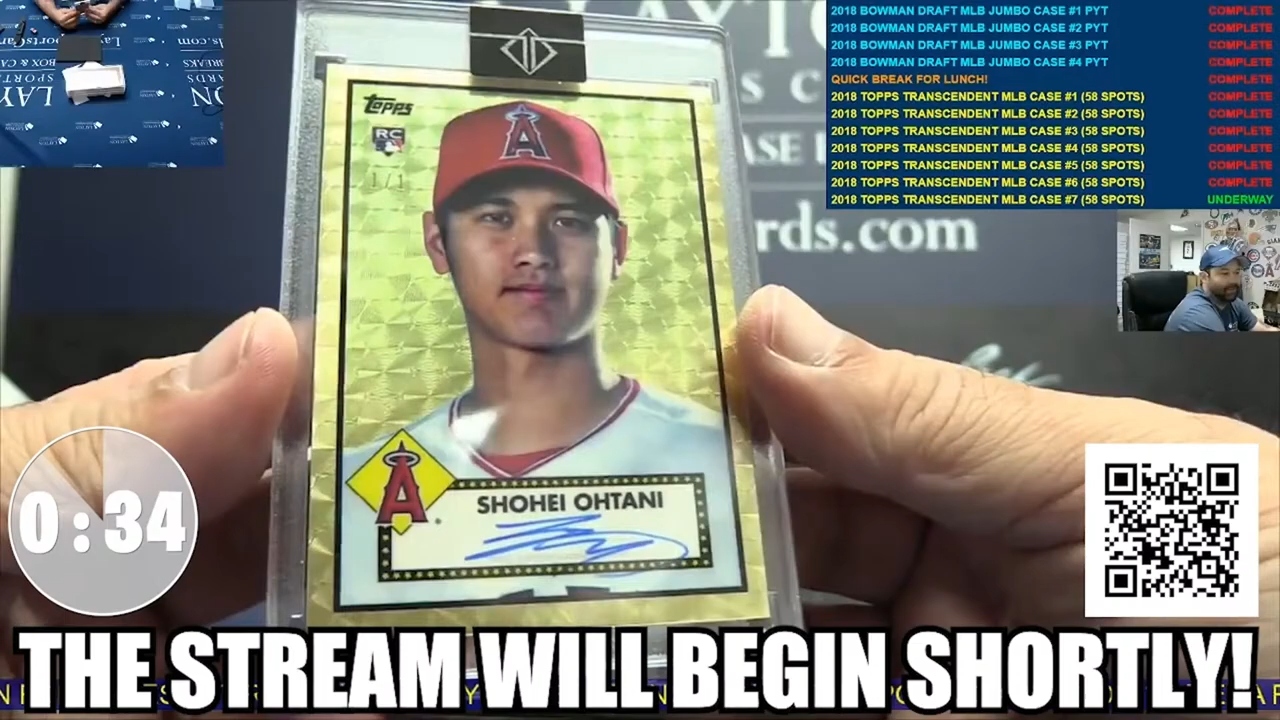 2018 BOWMAN DRAFT MLB JUMBO CASE #1 PYT COMPLETE
2018 BOWMAN DRAFT MLB JUMBO CASE #2 PYT COMPLETE
2018 BOWMAN DRAFT MLB JUMBO CASE #3 PYT COMPLETE
2018 BOWMAN DRAFT MLB JUMBO CASE #4 PYT COMPLETE
QUICK BREAK FOR LUNCH! COMPLETE
2018 TOPPS TRANSCENDENT MLB CASE #1 (58 SPOTS) COMPLETE
2018 TOPPS TRANSCENDENT MLB CASE #2 (58 SPOTS) COMPLETE
2018 TOPPS TRANSCENDENT MLB CASE #3 (58 SPOTS) COMPLETE
2018 TOPPS TRANSCENDENT MLB CASE #4 (58 SPOTS) COMPLETE
2018 TOPPS TRANSCENDENT MLB CASE #5 (58 SPOTS) COMPLETE
2018 TOPPS TRANSCENDENT MLB CASE #6 (58 SPOTS) COMPLETE
2018 TOPPS TRANSCENDENT MLB CASE #7 (58 SPOTS) UNDERWAY
Topps
RC
1/1
A
rds.com
A
SHOHEI OHTANI
0:34
THE STREAM WILL BEGIN SHORTLY!